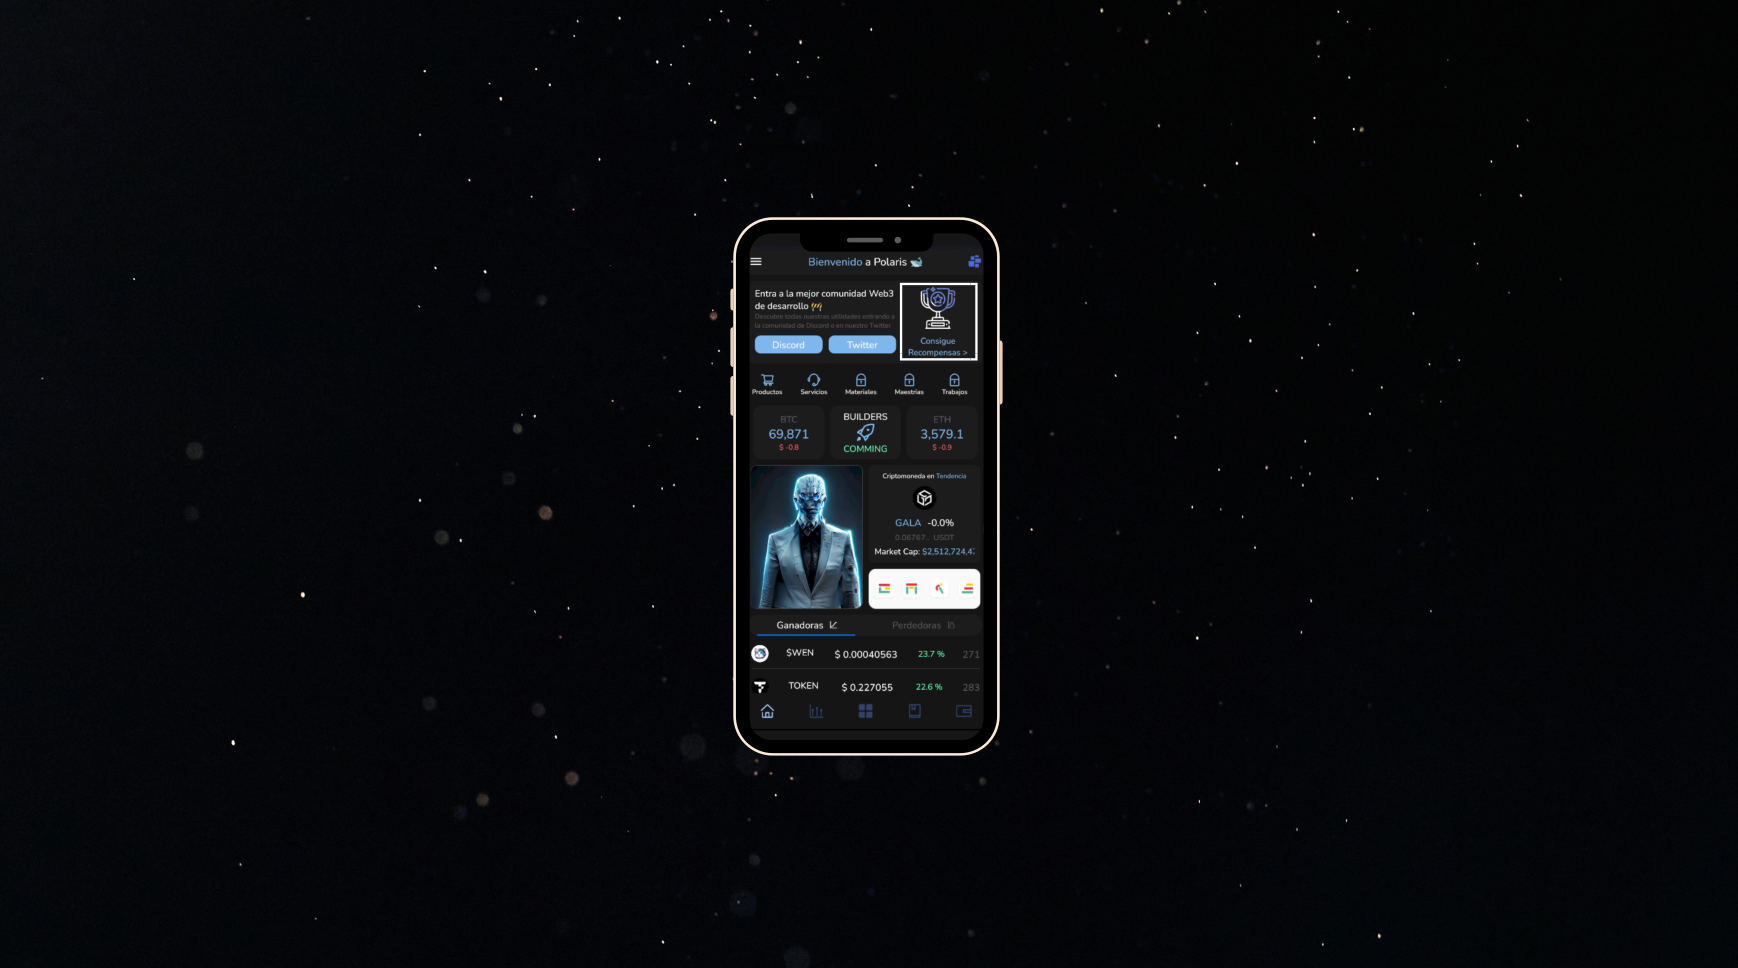 Bienvenido a Polaris
Entra a la mejor comunidad Web3
de desarrollo
Descubre todas nuestras utilidades entrando a
la comunidad de Discord o en nuestro Twitter
Discord
Twitter
Consigue
Recompensas >
Productos
Servicios
Materiales
Maestrias
Trabajos
BTC
69,871
$ -0.8
BUILDERS
COMMING
ETH
3,579.1
$ -0.9
Criptomoneda en Tendencia
GALA -0.0%
0.06767.. USDT
Market Cap: $2,512,724,4
Ganadoras
Perdedoras
$WEN $ 0.00040563 23.7 % 271
TOKEN $ 0.227055 22.6 % 283